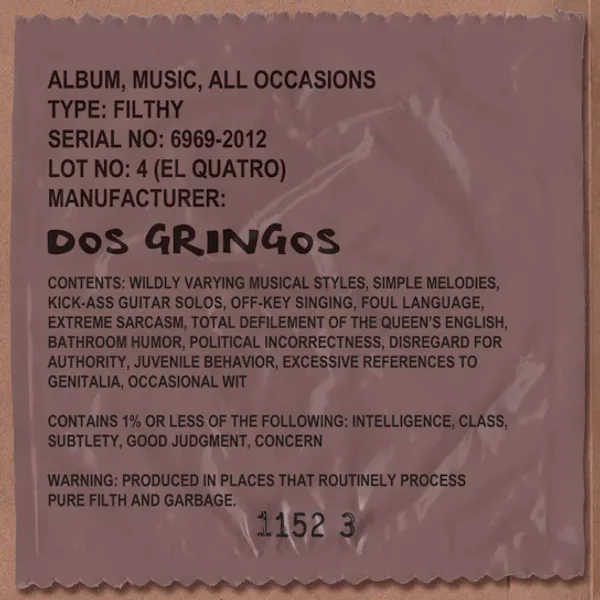 ALBUM, MUSIC, ALL OCCASIONS
TYPE: FILTHY
SERIAL NO: 6969-2012
LOT NO: 4 (EL QUATRO)
MANUFACTURER:
DOS GRINGOS
CONTENTS: WILDLY VARYING MUSICAL STYLES, SIMPLE MELODIES,
KICK-ASS GUITAR SOLOS, OFF-KEY SINGING, FOUL LANGUAGE,
EXTREME SARCASM, TOTAL DEFILEMENT OF THE QUEEN'S ENGLISH,
BATHROOM HUMOR, POLITICAL INCORRECTNESS, DISREGARD FOR
AUTHORITY, JUVENILE BEHAVIOR, EXCESSIVE REFERENCES TO
GENITALIA, OCCASIONAL WIT
CONTAINS 1% OR LESS OF THE FOLLOWING: INTELLIGENCE, CLASS,
SUBTLETY, GOOD JUDGMENT, CONCERN
WARNING: PRODUCED IN PLACES THAT ROUTINELY PROCESS
PURE FILTH AND GARBAGE.
1152 3